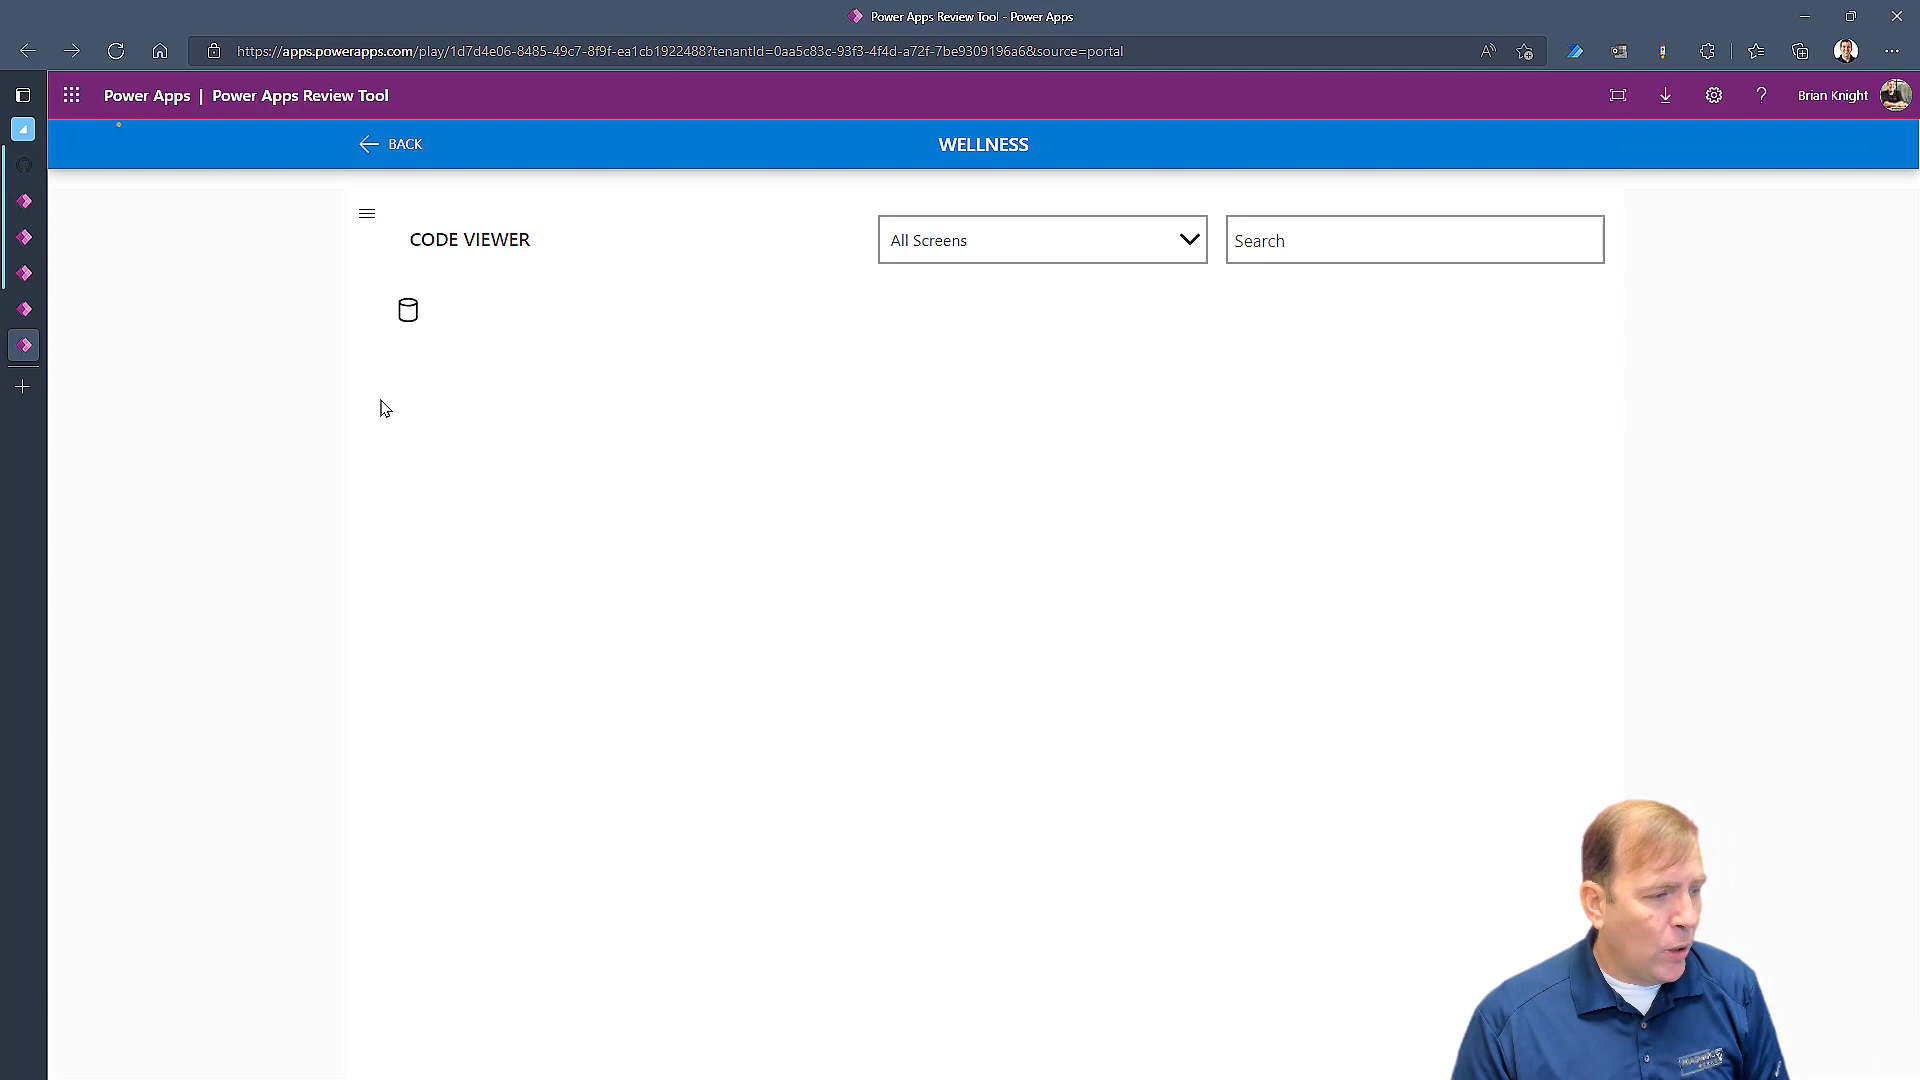 Power Apps Review Tool - Power Apps
https://apps.powerapps.com/play/1d7d4e06-8485-49c7-8f9f-ea1cb1922488?tenantId=0aa5c83c-93f3-4f4d-a72f-7be9309196a6&source=portal
Power Apps | Power Apps Review Tool
Brian Knight
BACK
WELLNESS
CODE VIEWER
All Screens
Search